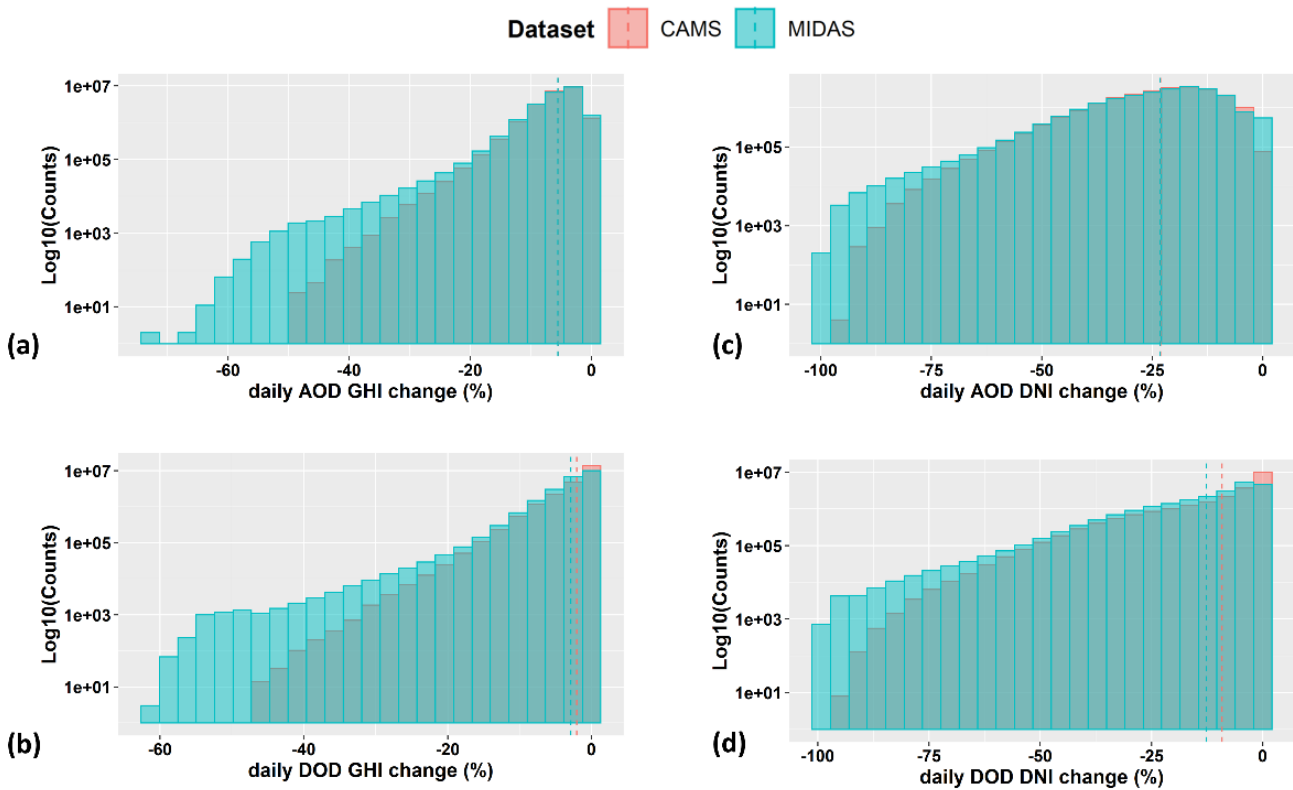 Dataset CAMS MIDAS
1e+07
1e+05
1e+03
1e+01
Log10(Counts)
-60 -40 -20 0
daily AOD GHI change (%)
(a)
1e+05
1e+03
1e+01
Log10(Counts)
-100 -75 -50 -25 0
daily AOD DNI change (%)
(c)
1e+07
1e+05
1e+03
1e+01
Log10(Counts)
-60 -40 -20 0
daily DOD GHI change (%)
(b)
1e+07
1e+05
1e+03
1e+01
Log10(Counts)
-100 -75 -50 -25 0
daily DOD DNI change (%)
(d)